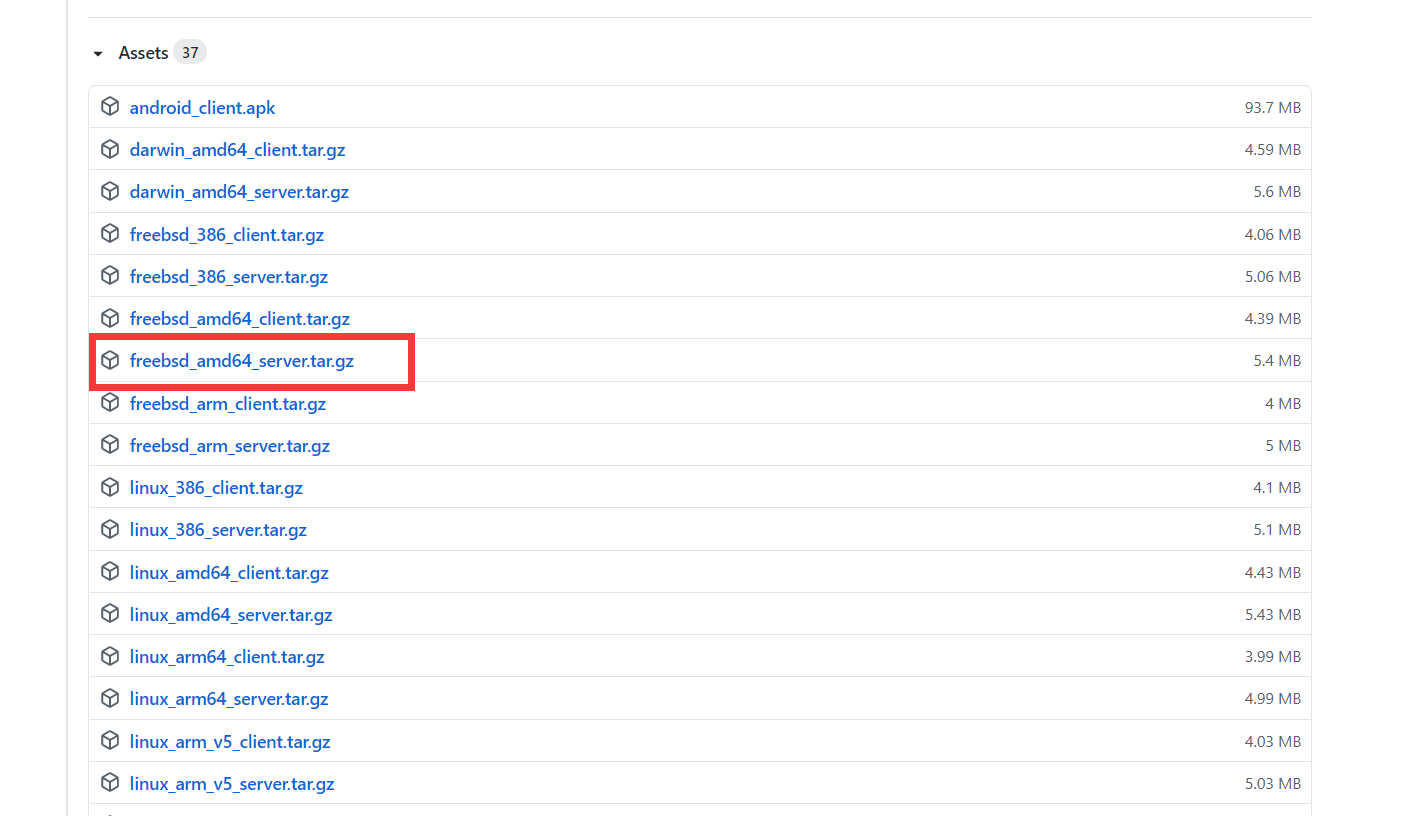 Assets 37
android_client.apk 93.7 MB
darwin_amd64_client.tar.gz 4.59 MB
darwin_amd64_server.tar.gz 5.6 MB
freebsd_386_client.tar.gz 4.06 MB
freebsd_386_server.tar.gz 5.06 MB
freebsd_amd64_client.tar.gz 4.39 MB
freebsd_amd64_server.tar.gz 5.4 MB
freebsd_arm_client.tar.gz 4 MB
freebsd_arm_server.tar.gz 5 MB
linux_386_client.tar.gz 4.1 MB
linux_386_server.tar.gz 5.1 MB
linux_amd64_client.tar.gz 4.43 MB
linux_amd64_server.tar.gz 5.43 MB
linux_arm64_client.tar.gz 3.99 MB
linux_arm64_server.tar.gz 4.99 MB
linux_arm_v5_client.tar.gz 4.03 MB
linux_arm_v5_server.tar.gz 5.03 MB